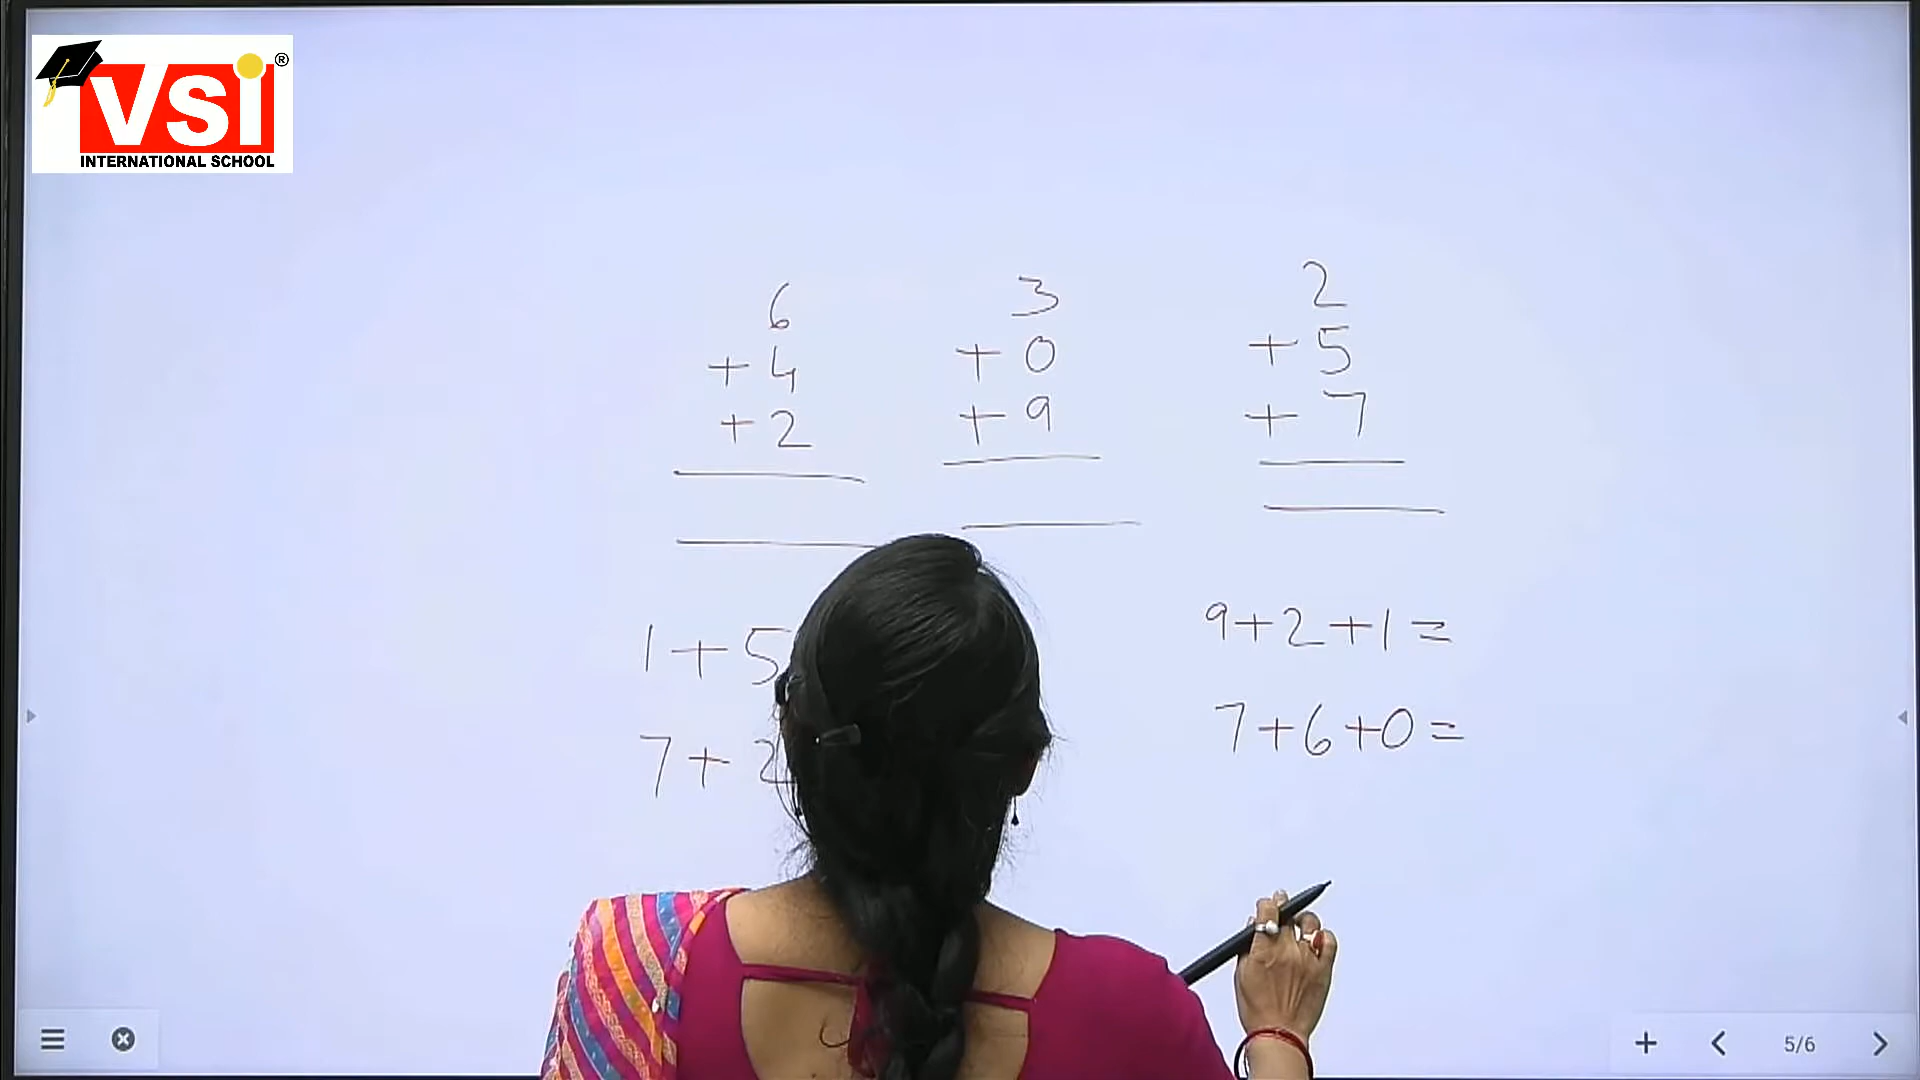 VSI ®
INTERNATIONAL SCHOOL
6
+ 4
+ 2
3
+ 0
+ 9
2
+ 5
+ 7
1 + 5
7 + 2
9 + 2 + 1 =
7 + 6 + 0 =
5/6